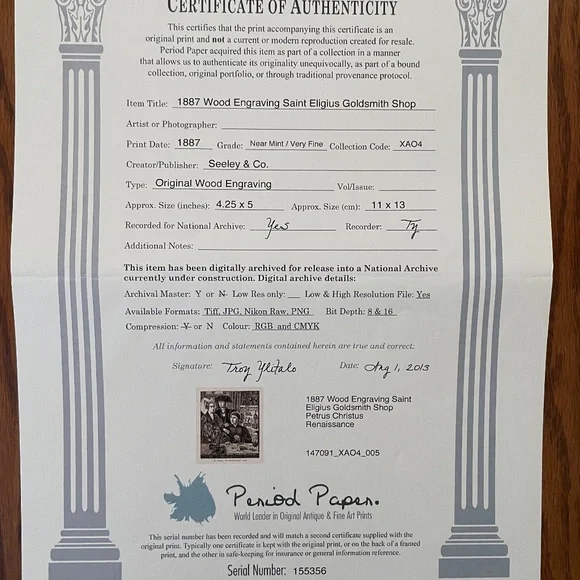 CERTIFICATE OF AUTHENTICITY
This certifies that the print accompanying this certificate is an
original print and not a current or modern reproduction created for resale.
Period Paper acquired this item as part of a collection in a manner
that allows us to authenticate its originality unequivocally, as part of a bound
collection, original portfolio, or through traditional provenance protocol.
Item Title: 1887 Wood Engraving Saint Eligius Goldsmith Shop
Artist or Photographer:
Print Date: 1887 Grade: Near Mint / Very Fine Collection Code: XAO4
Creator/Publisher: Seeley & Co.
Type: Original Wood Engraving Vol/Issue:
Approx. Size (inches): 4.25 x 5 Approx. Size (cm): 11 x 13
Recorded for National Archive: Yes Recorder: Ty
Additional Notes:
This item has been digitally archived for release into a National Archive
currently under construction. Digital archive details:
Archival Master: Y or N Low Res only: __ Low & High Resolution File: Yes
Available Formats: Tiff, JPG, Nikon Raw, PNG Bit Depth: 8 & 16
Compression: Y or N Colour: RGB and CMYK
All information and statements contained herein are true and correct:
Signature: Troy Ylitalo Date: Aug 1, 2013
1887 Wood Engraving Saint
Eligius Goldsmith Shop
Petrus Christus
Renaissance
147091_XAO4_005
Period Paper.
World Leader in Original Antique & Fine Art Prints
This serial number has been recorded and will match a second certificate supplied with the
original print. Typically one certificate is kept with the original print, or on the back of a framed
print, and the other in safe-keeping for insurance or general information reference.
Serial Number: 155356